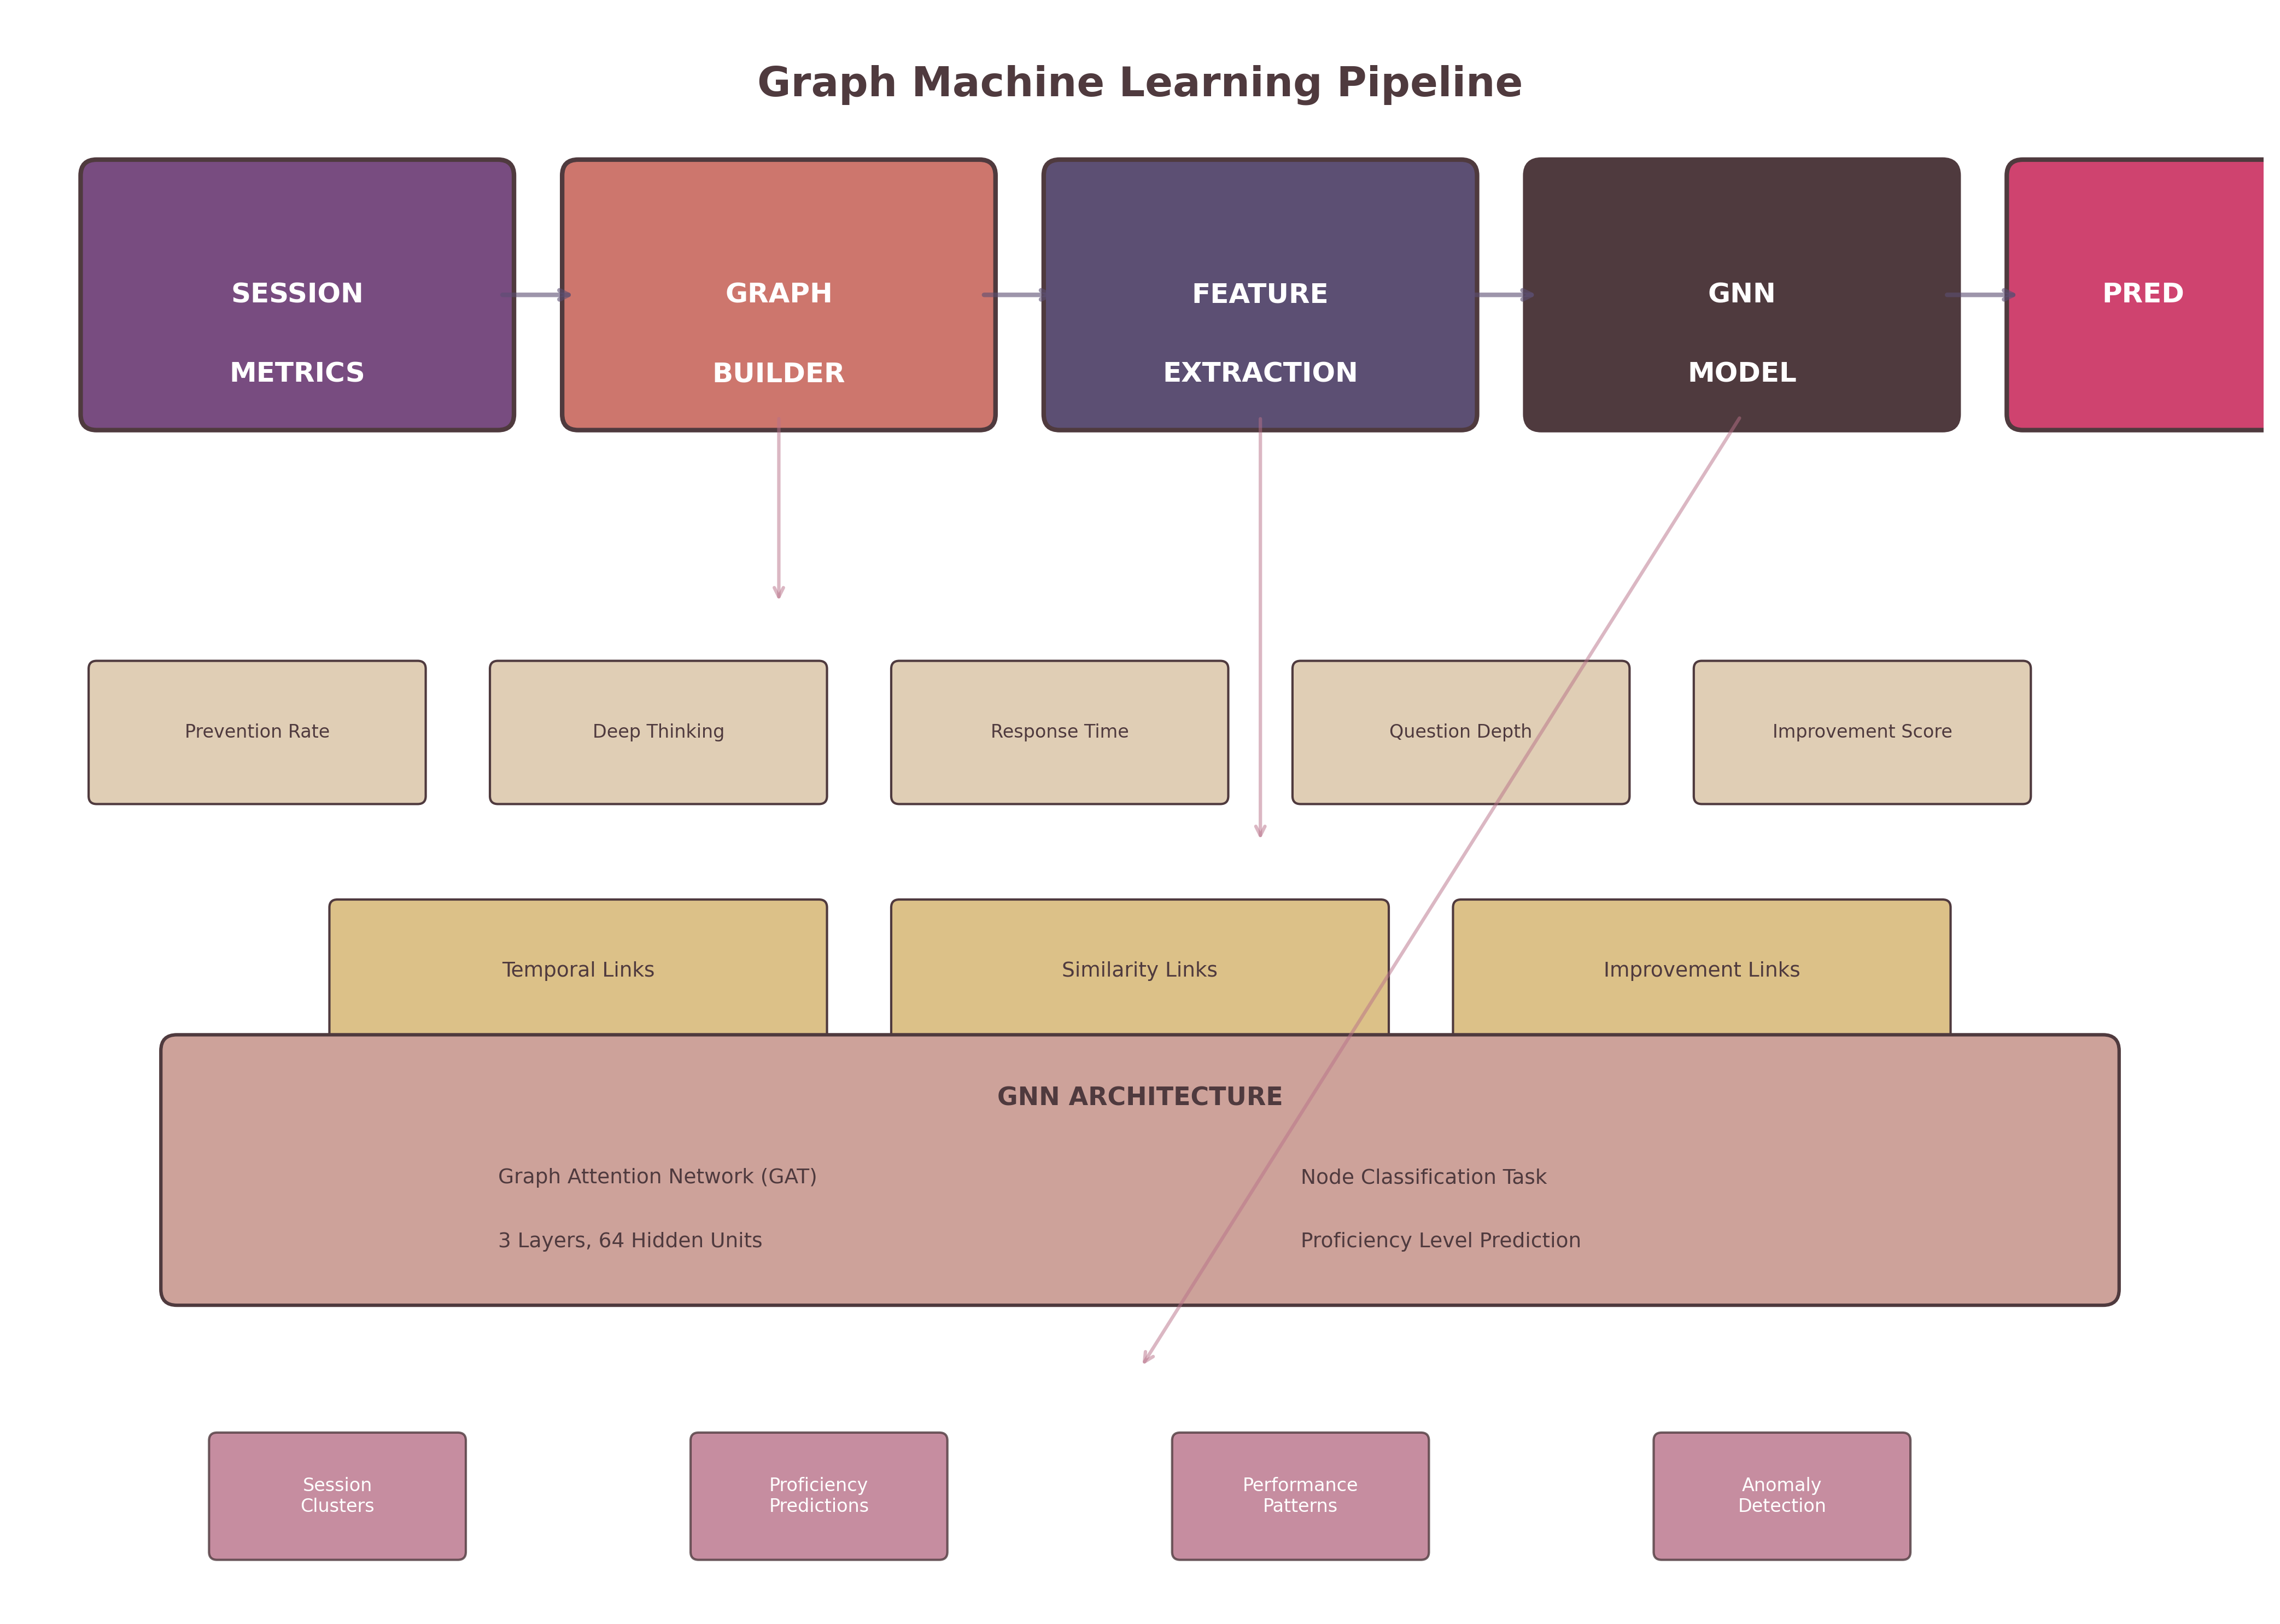 Graph Machine Learning Pipeline
SESSION
METRICS
GRAPH
BUILDER
FEATURE
EXTRACTION
GNN
MODEL
PRED
Prevention Rate
Deep Thinking
Response Time
Question Depth
Improvement Score
Temporal Links
Similarity Links
Improvement Links
GNN ARCHITECTURE
Graph Attention Network (GAT)
3 Layers, 64 Hidden Units
Node Classification Task
Proficiency Level Prediction
Session
Clusters
Proficiency
Predictions
Performance
Patterns
Anomaly
Detection